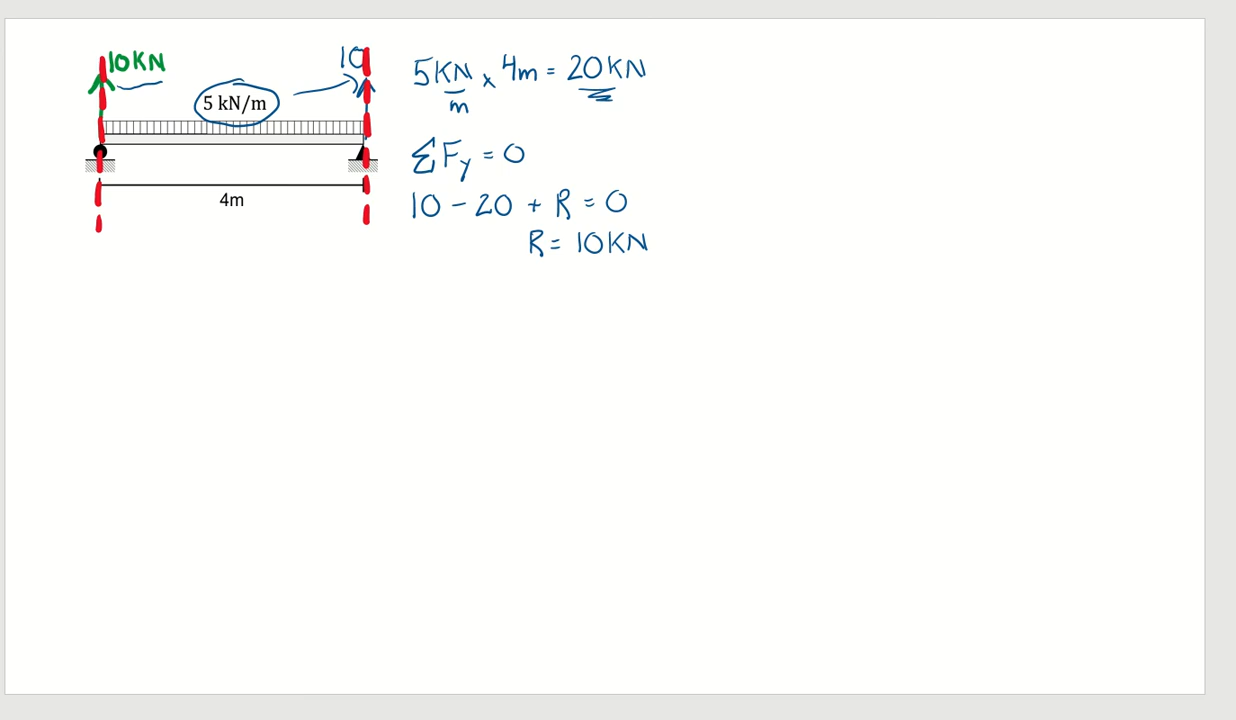 10KN
10
5 kN/m
4m
5KN/m x 4m = 20KN
ΣFy = 0
10 - 20 + R = 0
R = 10KN